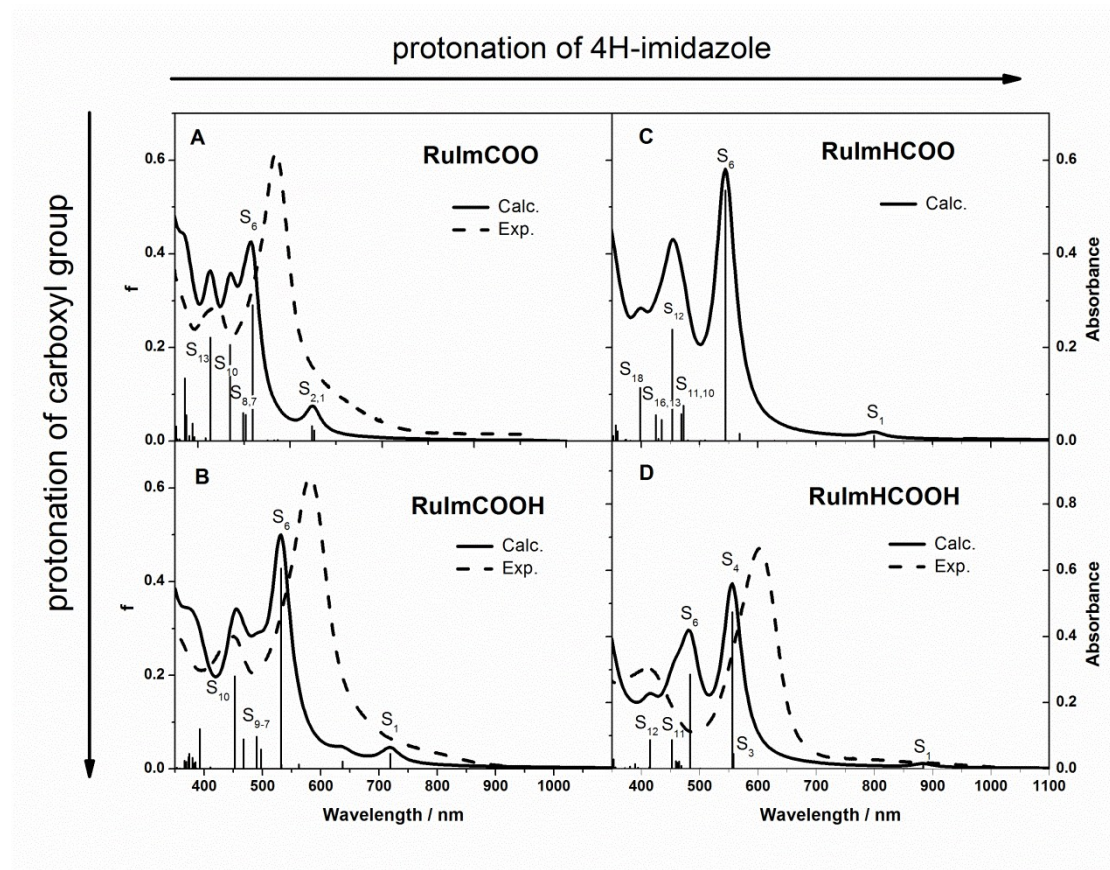 protonation of 4H-imidazole
protonation of carboxyl group
A
RuImCOO
Calc.
Exp.
S6
S13
S10
S8,7
S2,1
f
0.6
0.4
0.2
0.0
C
RuImHCOO
Calc.
S6
S12
S18
S16,13
S11,10
S1
0.6
0.4
0.2
0.0
Absorbance
B
RuImCOOH
Calc.
Exp.
S6
S10
S9-7
S1
f
0.6
0.4
0.2
0.0
400 500 600 700 800 900 1000
Wavelength / nm
D
RuImHCOOH
Calc.
Exp.
S4
S6
S12
S11
S3
S1
0.8
0.6
0.4
0.2
0.0
Absorbance
400 500 600 700 800 900 1000 1100
Wavelength / nm